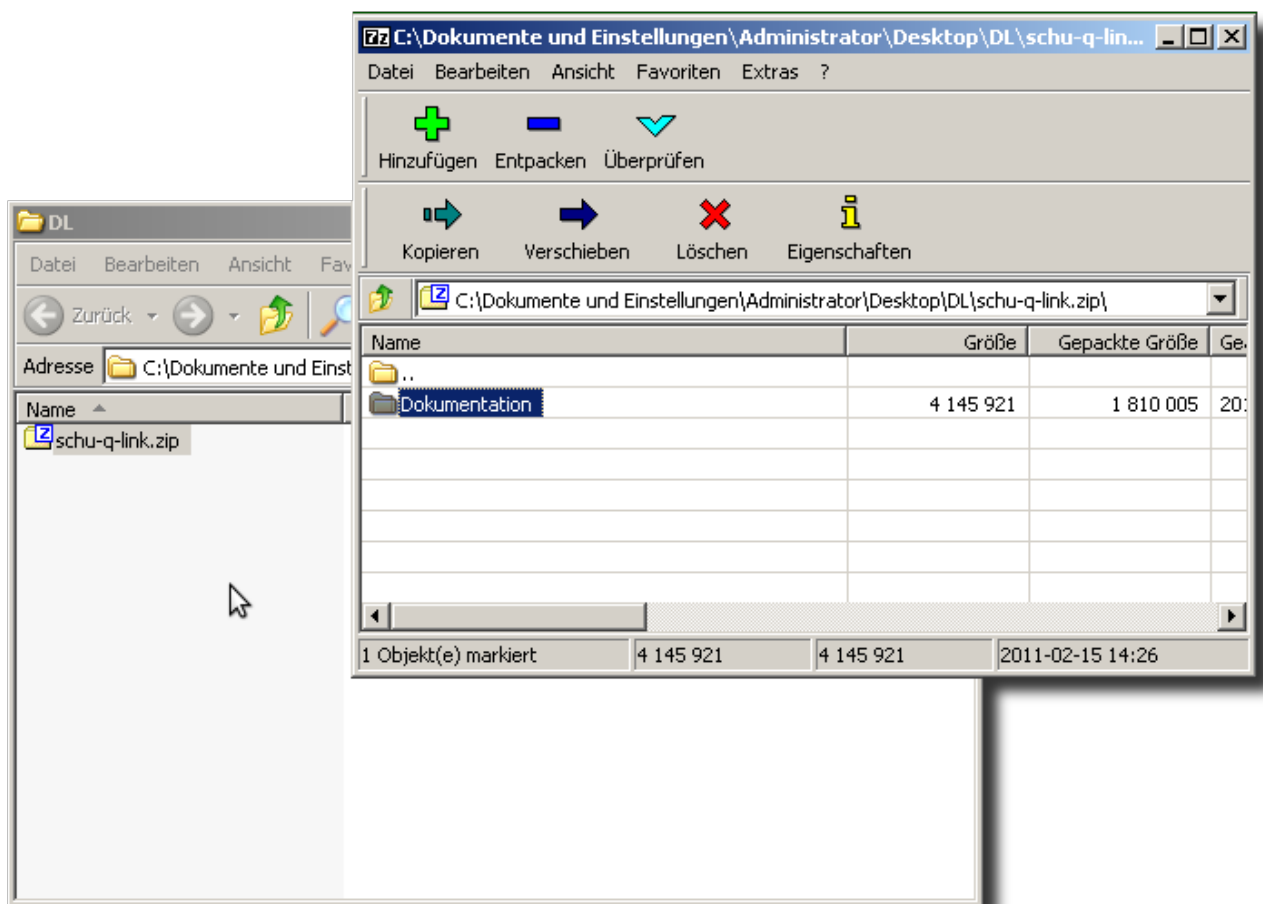 C:\Dokumente und Einstellungen\Administrator\Desktop\DL\schu-q-lin...
Datei Bearbeiten Ansicht Favoriten Extras ?
Hinzufügen Entpacken Überprüfen
Kopieren Verschieben Löschen Eigenschaften
C:\Dokumente und Einstellungen\Administrator\Desktop\DL\schu-q-link.zip\
Name Größe Gepackte Größe
..
Dokumentation 4 145 921 1 810 005
1 Objekt(e) markiert 4 145 921 4 145 921 2011-02-15 14:26
DL
Datei Bearbeiten Ansicht Fav
Zurück
Adresse C:\Dokumente und Einst
Name
schu-q-link.zip